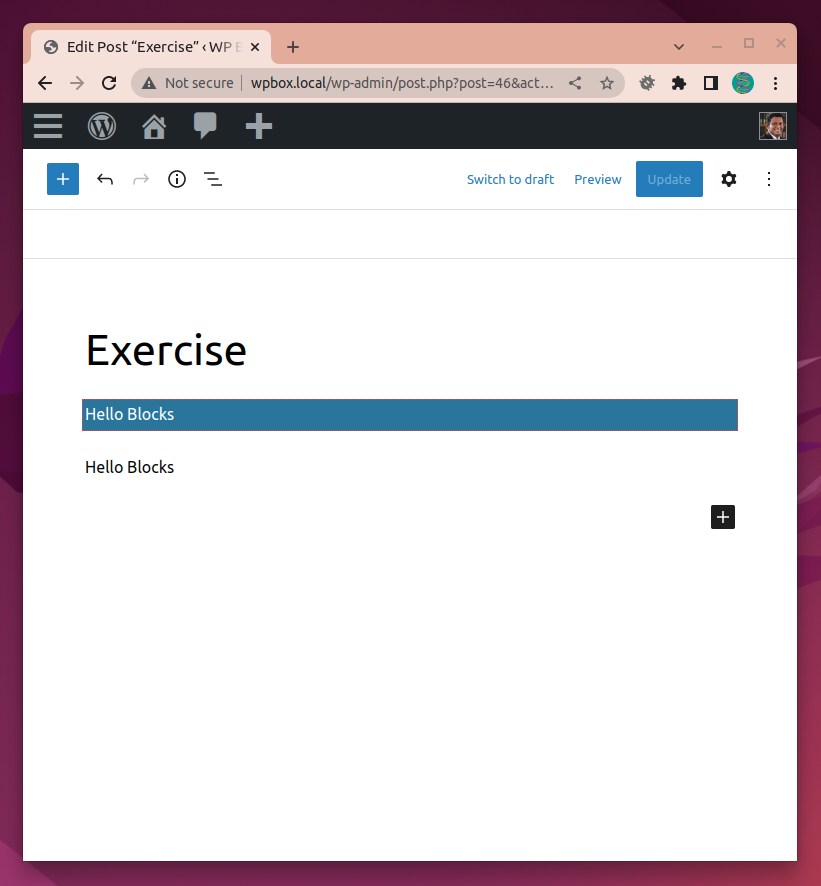 Edit Post “Exercise” ‹ WP
Not secure
wpbox.local/wp-admin/post.php?post=46&act...
Switch to draft
Preview
Update
Exercise
Hello Blocks
Hello Blocks